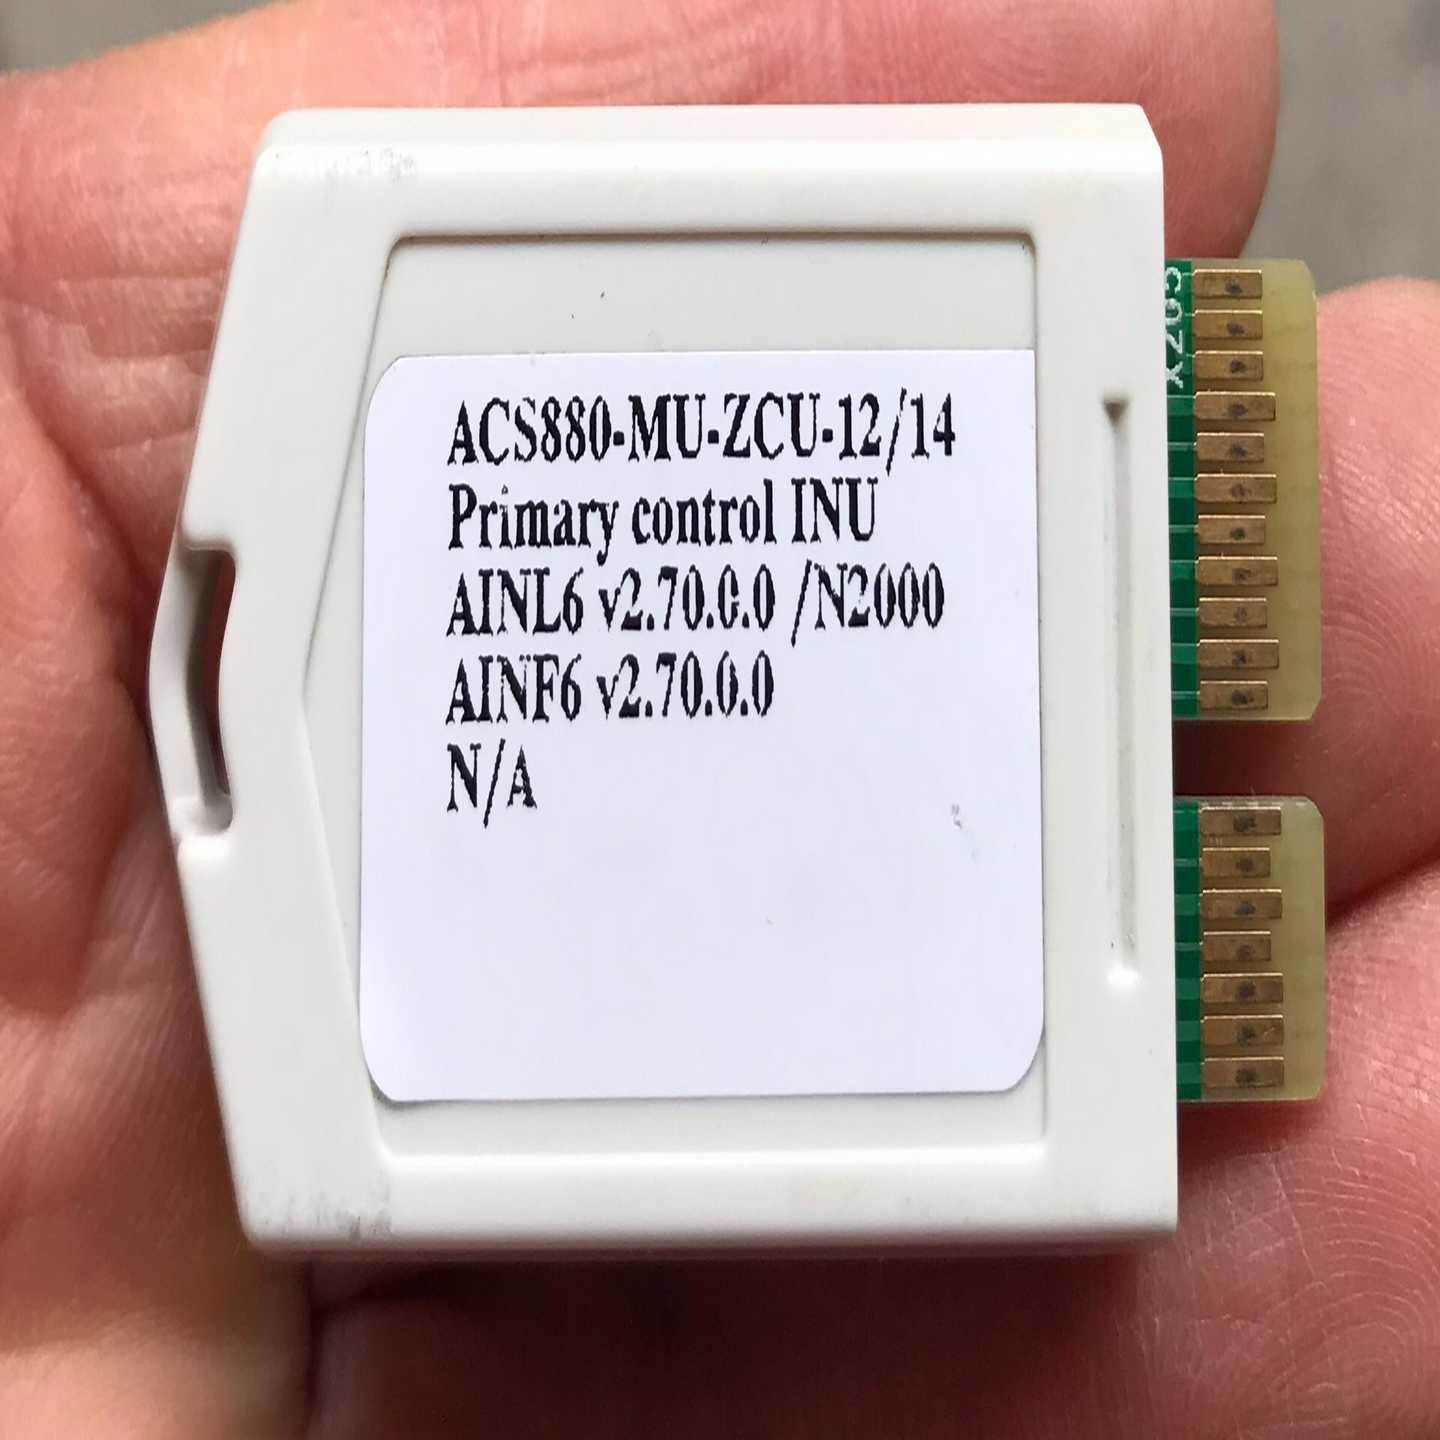 ACS880-MU-ZCU-12/14
Primary control INU
AINL6 v2.70.0.0 /N2000
AINF6 v2.70.0.0
N/A
X205